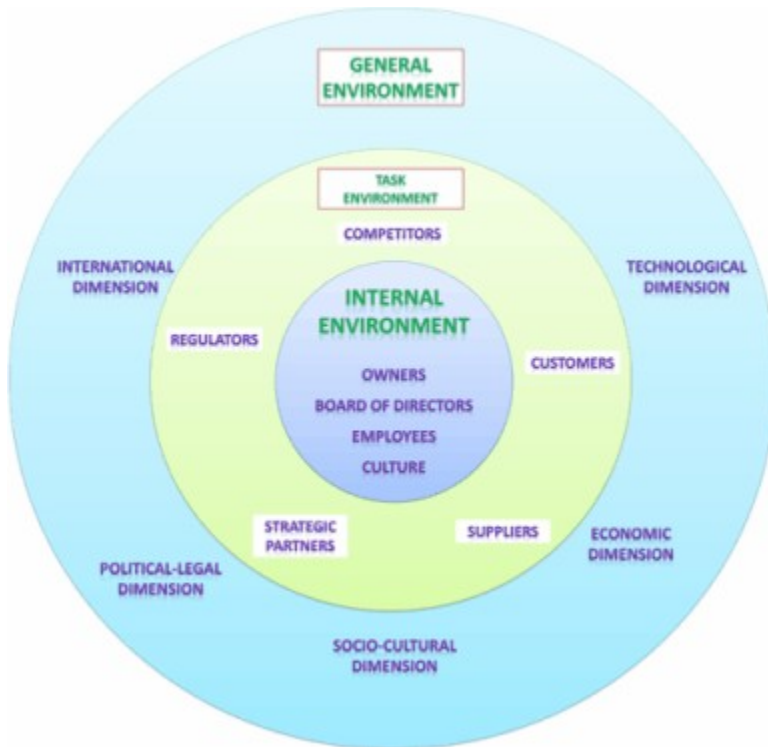 GENERAL
ENVIRONMENT
TASK
ENVIRONMENT
COMPETITORS
INTERNATIONAL
DIMENSION
TECHNOLOGICAL
DIMENSION
INTERNAL
ENVIRONMENT
REGULATORS
CUSTOMERS
OWNERS
BOARD OF DIRECTORS
EMPLOYEES
CULTURE
STRATEGIC
PARTNERS
SUPPLIERS
ECONOMIC
DIMENSION
POLITICAL-LEGAL
DIMENSION
SOCIO-CULTURAL
DIMENSION